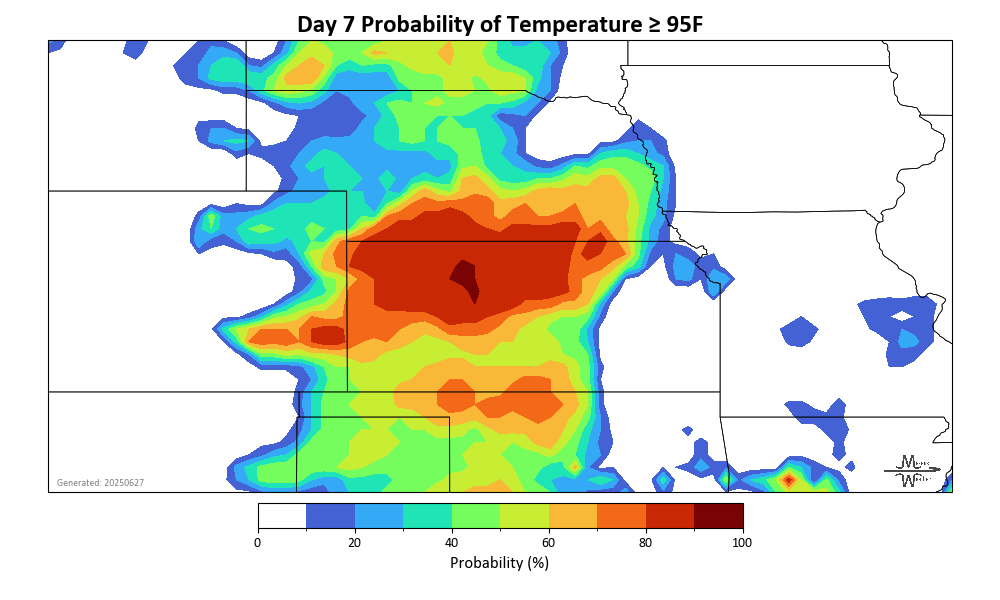 Day 7 Probability of Temperature ≥ 95F
Generated: 20250627
0 20 40 60 80 100
Probability (%)